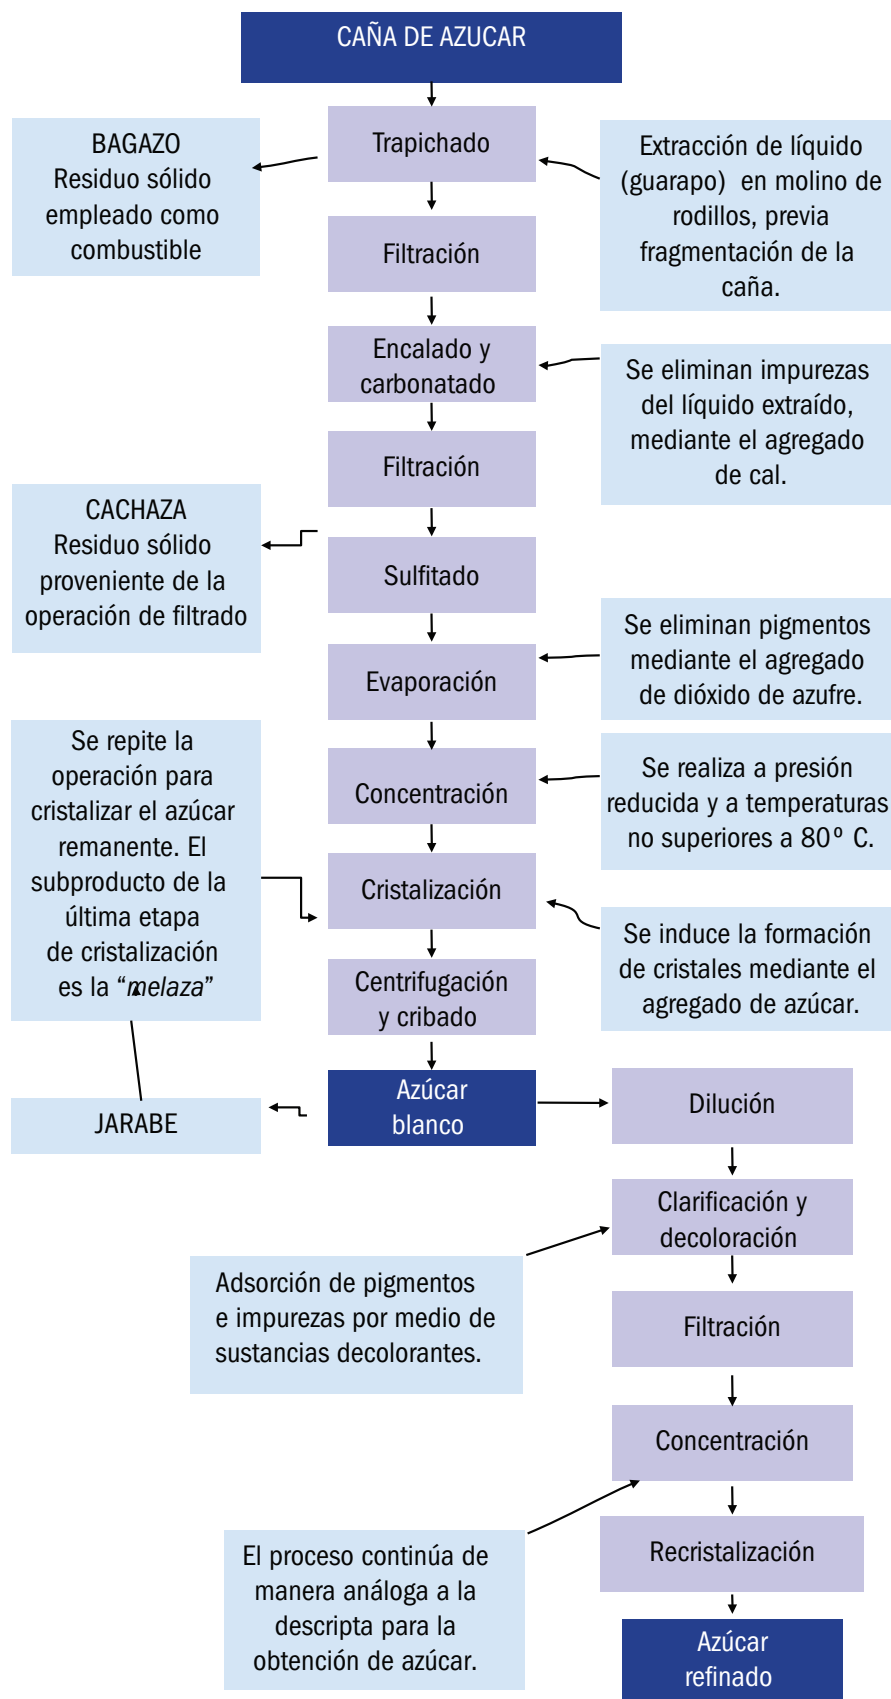 CAÑA DE AZUCAR
Trapichado
BAGAZO
Residuo sólido
empleado como
combustible
Extracción de líquido
(guarapo) en molino de
rodillos, previa
fragmentación de la
caña.
Filtración
Encalado y
carbonatado
Se eliminan impurezas
del líquido extraído,
mediante el agregado
de cal.
Filtración
CACHAZA
Residuo sólido
proveniente de la
operación de filtrado
Sulfitado
Evaporación
Se eliminan pigmentos
mediante el agregado
de dióxido de azufre.
Concentración
Se realiza a presión
reducida y a temperaturas
no superiores a 80º C.
Se repite la
operación para
cristalizar el azúcar
remanente. El
subproducto de la
última etapa
de cristalización
es la “melaza”
Cristalización
Se induce la formación
de cristales mediante el
agregado de azúcar.
Centrifugación
y cribado
Azúcar
blanco
JARABE
Dilución
Clarificación y
decoloración
Adsorción de pigmentos
e impurezas por medio de
sustancias decolorantes.
Filtración
Concentración
El proceso continúa de
manera análoga a la
descripta para la
obtención de azúcar.
Recristalización
Azúcar
refinado